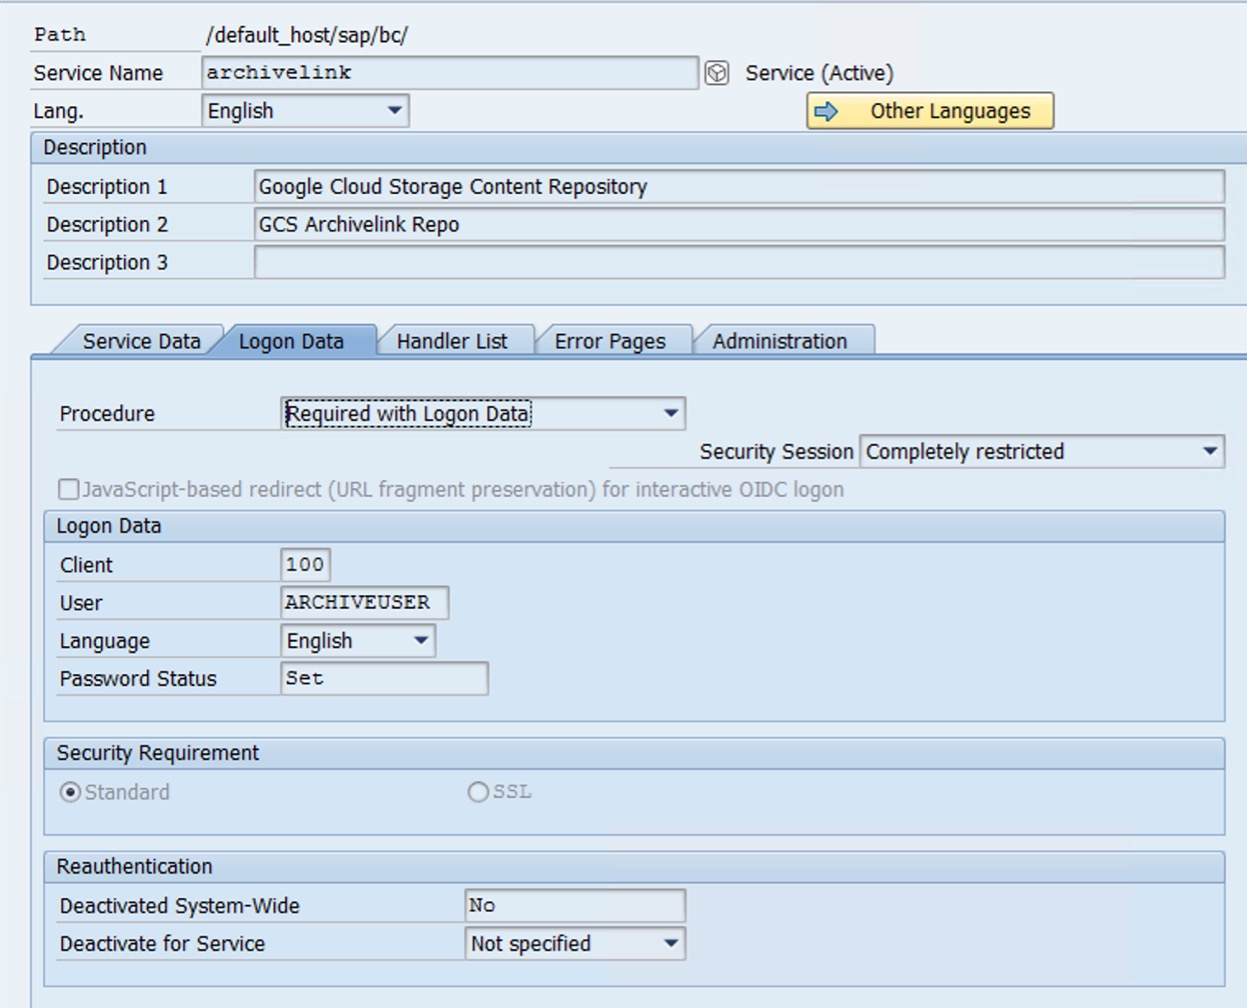 Path /default_host/sap/bc/
Service Name archivelink Service (Active)
Lang. English Other Languages
Description
Description 1 Google Cloud Storage Content Repository
Description 2 GCS Archivelink Repo
Description 3
Service Data Logon Data Handler List Error Pages Administration
Procedure Required with Logon Data
Security Session Completely restricted
JavaScript-based redirect (URL fragment preservation) for interactive OIDC logon
Logon Data
Client 100
User ARCHIVEUSER
Language English
Password Status Set
Security Requirement
Standard SSL
Reauthentication
Deactivated System-Wide No
Deactivate for Service Not specified